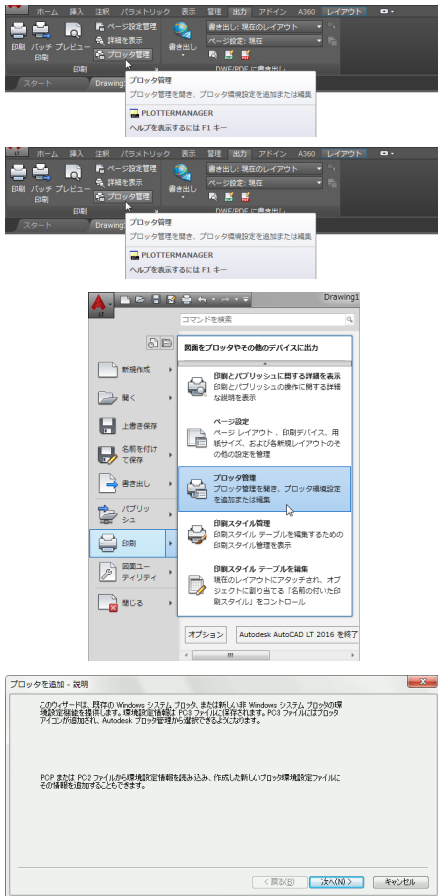 ホーム 挿入 注釈 パラメトリック 表示 管理 出力 アドイン A360 レイアウト
印刷 バッチ印刷 プレビュー
ページ設定管理
詳細を表示
プロッタ管理
書き出し
書き出し: 現在のレイアウト
ページ設定: 現在
印刷
DWF/PDF に書き出し
スタート Drawing
プロッタ管理
プロッタ管理を開き、プロッタ環境設定を追加または編集
PLOTTERMANAGER
ヘルプを表示するには F1 キー
ホーム 挿入 注釈 パラメトリック 表示 管理 出力 アドイン A360 レイアウト
印刷 バッチ印刷 プレビュー
ページ設定管理
詳細を表示
プロッタ管理
書き出し
書き出し: 現在のレイアウト
ページ設定: 現在
印刷
DWF/PDF に書き出し
スタート Drawing
プロッタ管理
プロッタ管理を開き、プロッタ環境設定を追加または編集
PLOTTERMANAGER
ヘルプを表示するには F1 キー
LT
Drawing1
コマンドを検索
新規作成
開く
上書き保存
名前を付け
て保存
書き出し
パブリッ
シュ
印刷
図面ユー
ティリティ
閉じる
図面をプロッタやその他のデバイスに出力
印刷とパブリッシュに関する詳細を表示
印刷とパブリッシュの操作に関する詳細
な説明を表示
ページ設定
ページ レイアウト 、印刷デバイス、用
紙サイズ、および各新規レイアウトのそ
の他の設定を管理
プロッタ管理
プロッタ管理を開き、プロッタ環境設定
を追加または編集
印刷スタイル管理
印刷スタイル テーブルを編集するための
印刷スタイル管理を表示
印刷スタイル テーブルを編集
現在のレイアウトにアタッチされ、オブ
ジェクトに割り当てる「名前の付いた印
刷スタイル」をコントロール
オプション Autodesk AutoCAD LT 2016 を終了
プロッタを追加 - 説明
このウィザードは、既存の Windows システム プロッタ、または新しい非 Windows システム プロッタの環
境設定機能を提供します。環境設定情報は PC3 ファイルに保存されます。PC3 ファイルにはプロッタ
アイコンが追加され、Autodesk プロッタ管理から選択できるようになります。
PCP または PC2 ファイルから環境設定情報を読み込み、作成した新しいプロッタ環境設定ファイルに
その情報を追加することもできます。
< 戻る(B) 次へ(N) > キャンセル